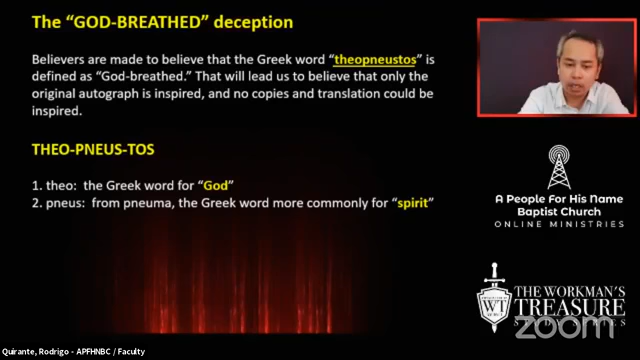 The “GOD-BREATHED” deception
Believers are made to believe that the Greek word “theopneustos” is
defined as “God-breathed.” That will lead us to believe that only the
original autograph is inspired, and no copies and translation could be
inspired.
THEO-PNEUS-TOS
1. theo: the Greek word for “God”
2. pneus: from pneuma, the Greek word more commonly for “spirit”
A People For His Name
Baptist Church
ONLINE MINISTRIES
WT
THE WORKMAN'S
TREASURE
zoom
Quirante, Rodrigo - APFHNBC / Faculty